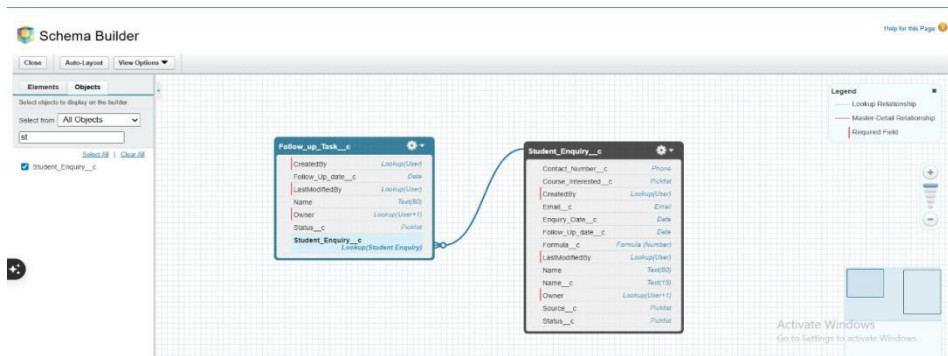 Help for this Page
Schema Builder
Close Auto-Layout View Options
Elements Objects
Select objects to display on the builder
Select from All Objects
st
Select All | Clear All
Student_Enquiry__c
Follow_up_Task__c
CreatedBy Lookup(User)
Follow_Up_date__c Date
LastModifiedBy Lookup(User)
Name Text(80)
Owner Lookup(User+1)
Status__c Picklist
Student_Enquiry__c
Lookup(Student Enquiry)
Student_Enquiry__c
Contact_Number__c Phone
Course_Interested__c Picklist
CreatedBy Lookup(User)
Email__c Email
Enquiry_Date__c Date
Follow_Up_date__c Date
Formula__c Formula (Number)
LastModifiedBy Lookup(User)
Name Text(80)
Name__c Text(15)
Owner Lookup(User+1)
Source__c Picklist
Status__c Picklist
Legend
Lookup Relationship
Master-Detail Relationship
Required Field
Activate Windows
Go to Settings to activate Windows.